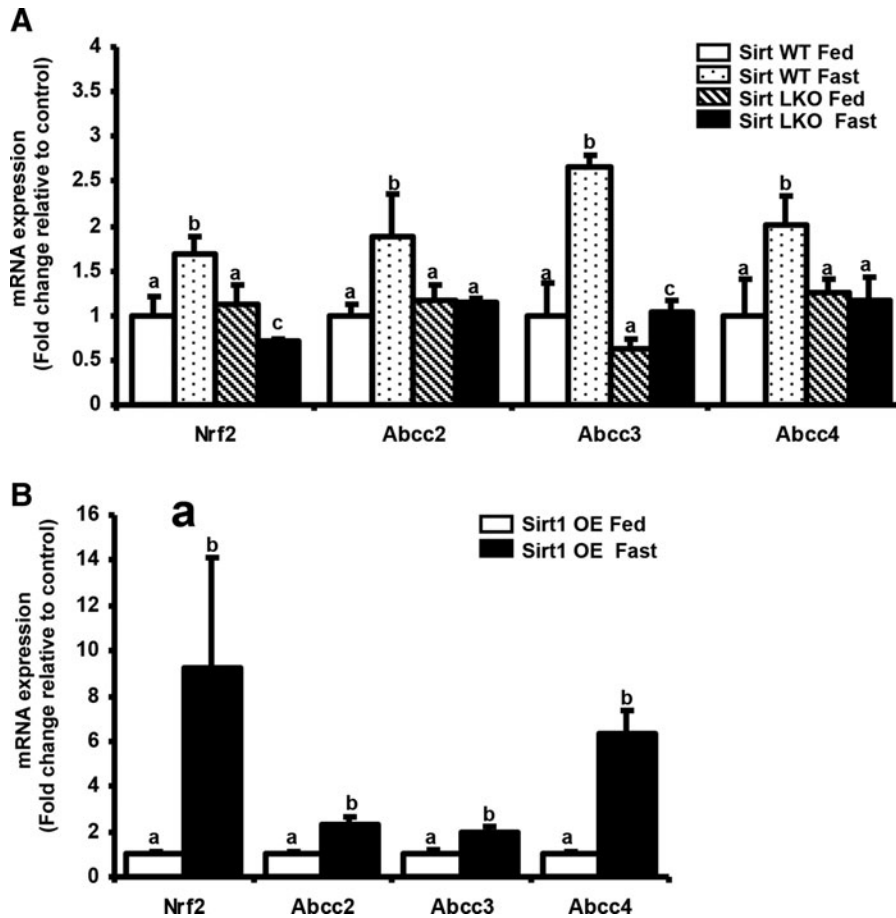 A
mRNA expression
(Fold change relative to control)
4
3.5
3
2.5
2
1.5
1
0.5
0
Sirt WT Fed
Sirt WT Fast
Sirt LKO Fed
Sirt LKO Fast
a
b
a
c
a
b
a
a
a
b
a
c
a
b
a
a
Nrf2
Abcc2
Abcc3
Abcc4
B
mRNA expression
(Fold change relative to control)
16
14
12
10
8
6
4
2
0
a
Sirt1 OE Fed
Sirt1 OE Fast
a
b
a
b
a
b
a
b
Nrf2
Abcc2
Abcc3
Abcc4